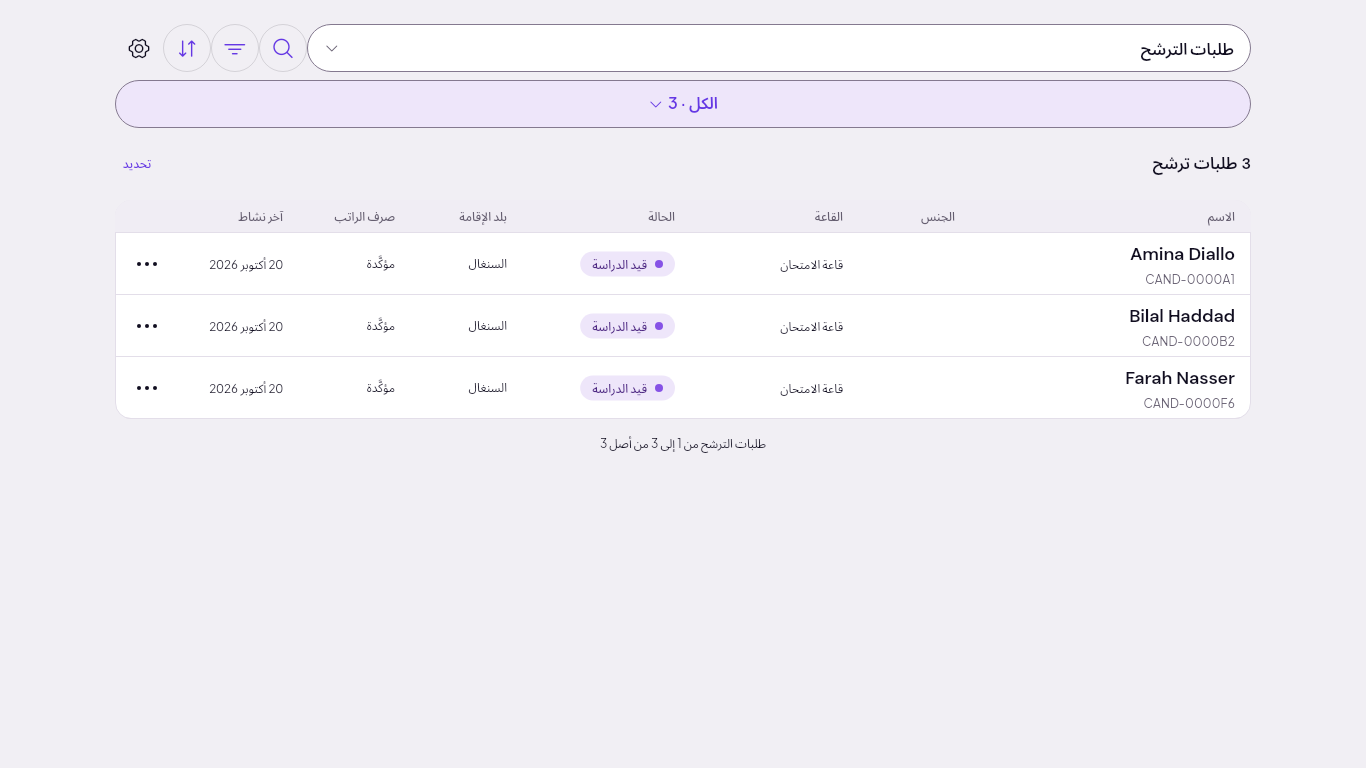 طلبات الترشح
الكل · 3
3 طلبات ترشح
تحديد
الاسم الجنس القاعة الحالة بلد الإقامة صرف الراتب آخر نشاط
Amina Diallo
CAND-0000A1
قاعة الامتحان قيد الدراسة السنغال مؤكَّدة 20 أكتوبر 2026
Bilal Haddad
CAND-0000B2
قاعة الامتحان قيد الدراسة السنغال مؤكَّدة 20 أكتوبر 2026
Farah Nasser
CAND-0000F6
قاعة الامتحان قيد الدراسة السنغال مؤكَّدة 20 أكتوبر 2026
طلبات الترشح من 1 إلى 3 من أصل 3